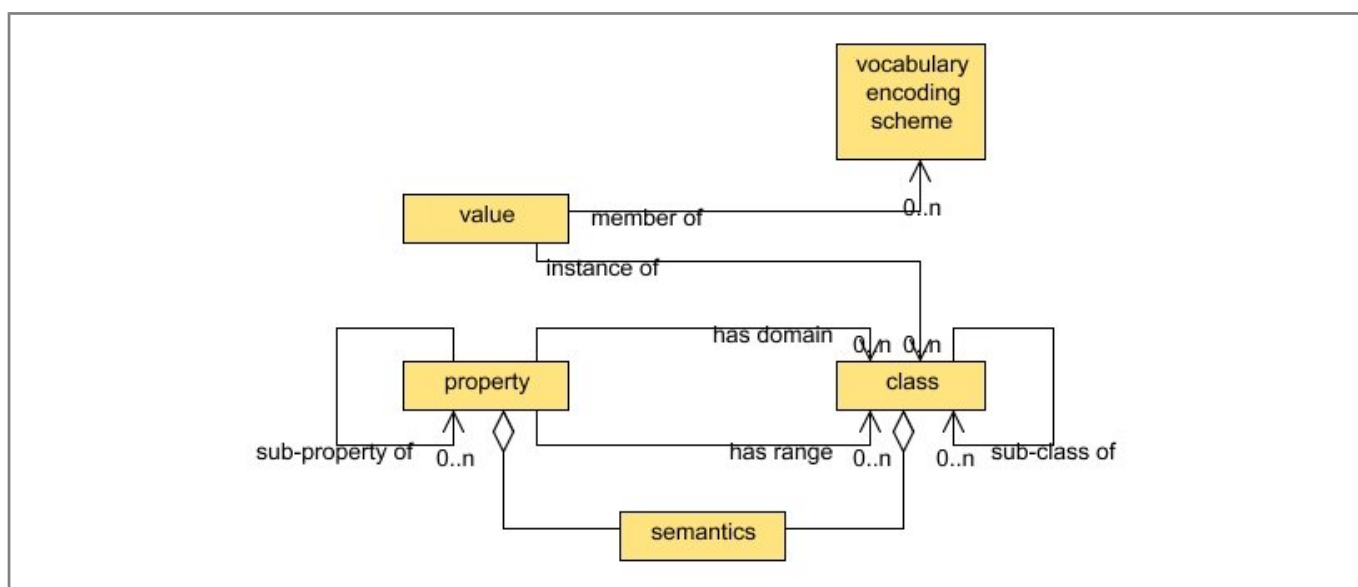 vocabulary
encoding
scheme
value
member of
0..n
instance of
has domain
0..n
0..n
property
class
sub-property of
0..n
has range
0..n
0..n
sub-class of
semantics